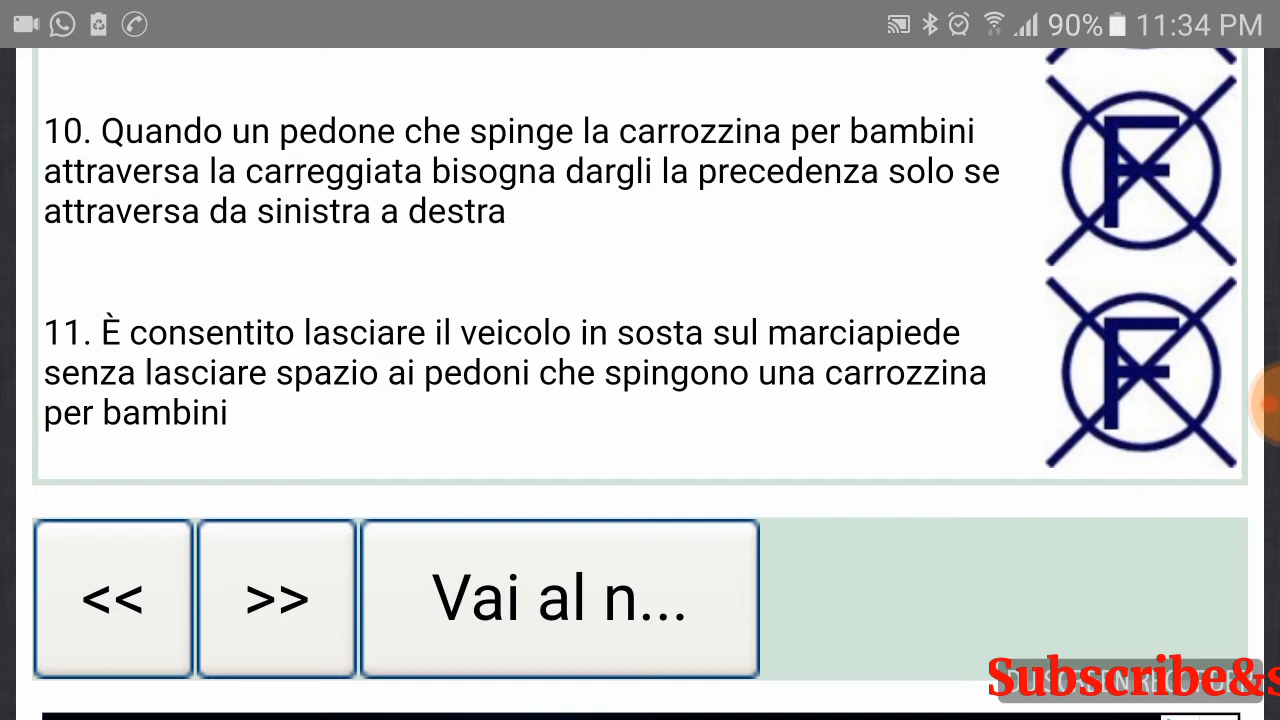 90% 11:34 PM
10. Quando un pedone che spinge la carrozzina per bambini
attraversa la carreggiata bisogna dargli la precedenza solo se
attraversa da sinistra a destra
F
11. È consentito lasciare il veicolo in sosta sul marciapiede
senza lasciare spazio ai pedoni che spingono una carrozzina
per bambini
F
<< >> Vai al n...
Subscribe&s